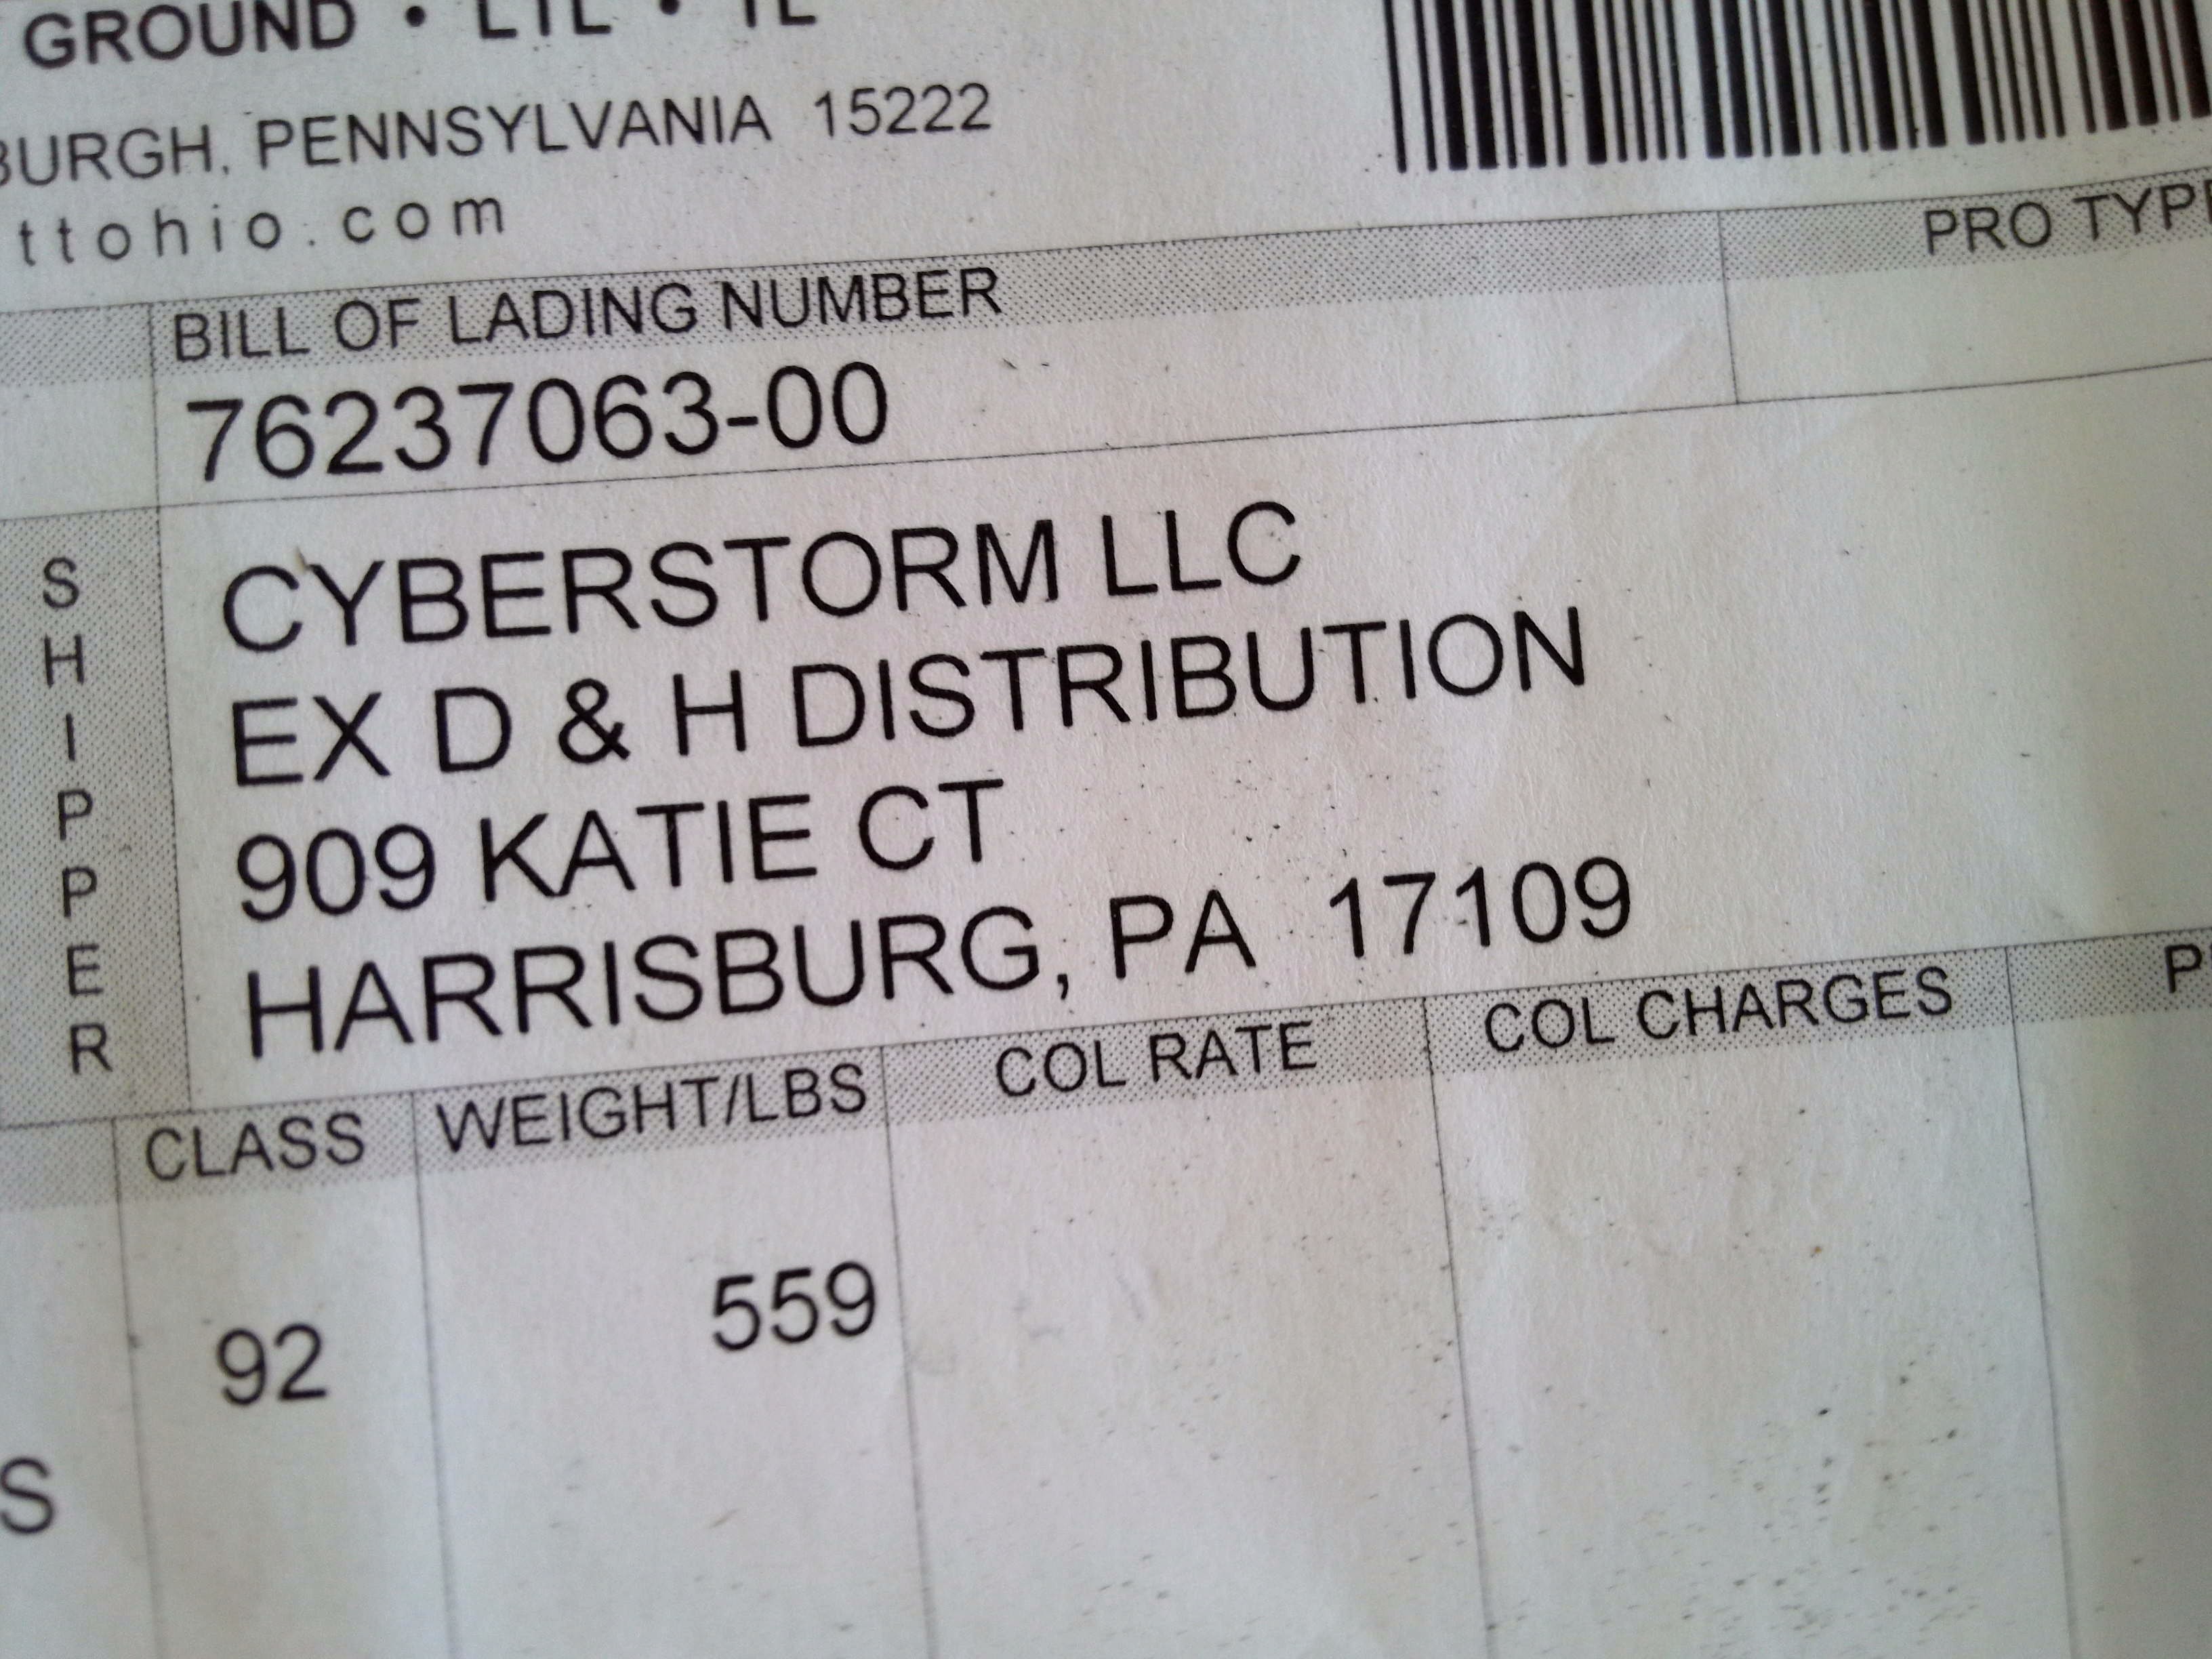 GROUND • LTL • TL
BURGH, PENNSYLVANIA 15222
ttohio.com
BILL OF LADING NUMBER
PRO TYP
76237063-00
SHIPPER
CYBERSTORM LLC
EX D & H DISTRIBUTION
909 KATIE CT
HARRISBURG, PA 17109
CLASS WEIGHT/LBS COL RATE COL CHARGES P
559
92
S